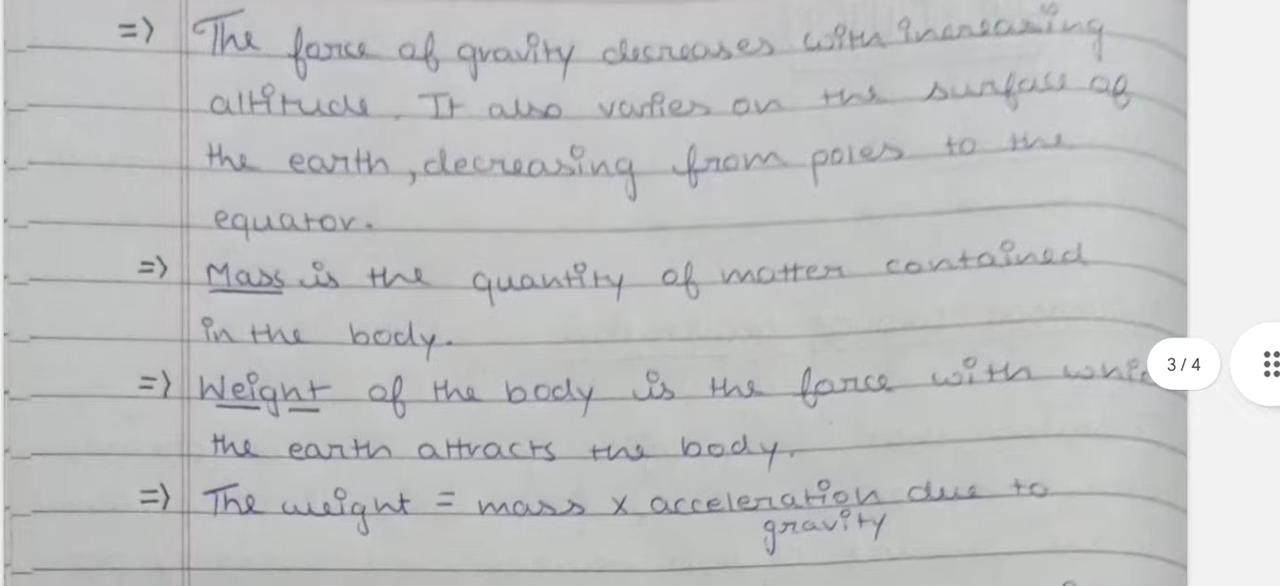 => The force of gravity decreases with increasing
altitude. It also varies on the surface of
the earth, decreasing from poles to the
equator.
=> Mass is the quantity of matter contained
in the body.
=> Weight of the body is the force with
the earth attracts the body.
=> The weight = mass x acceleration due to
gravity
3/4